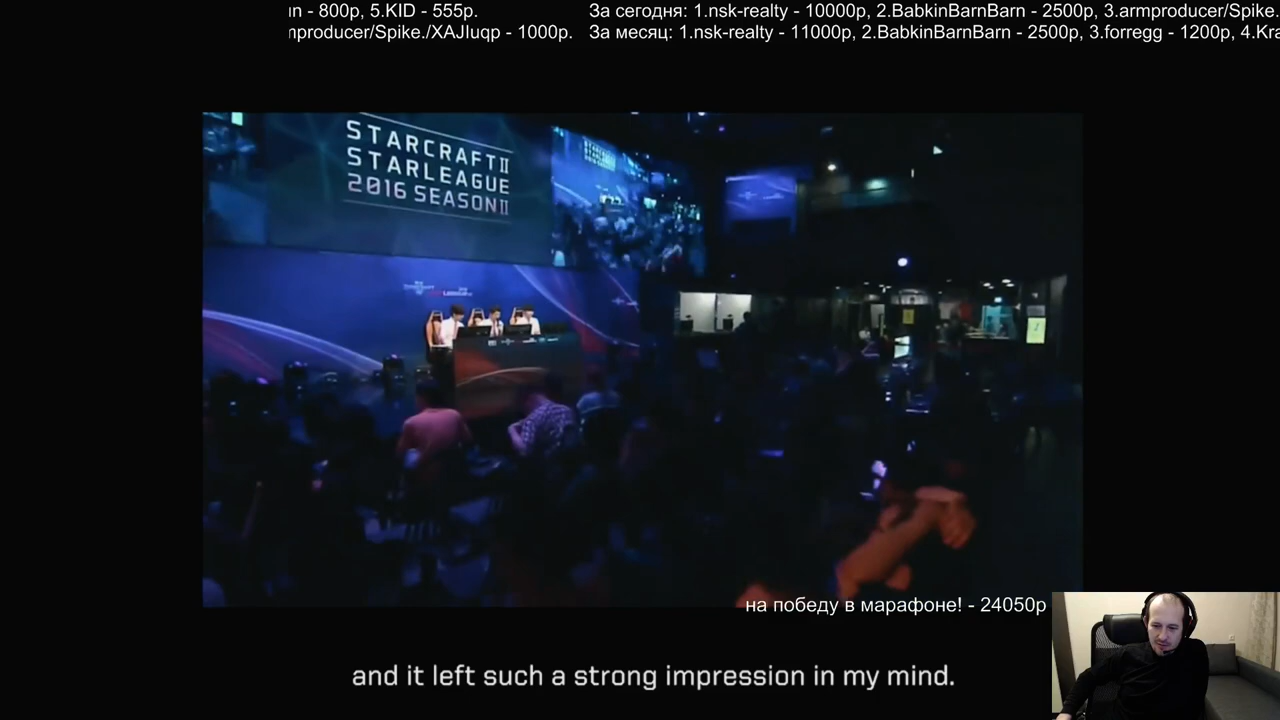 ın - 800р, 5.KID - 555р. За сегодня: 1.nsk-realty - 10000р, 2.BabkinBarnBarn - 2500р, 3.armproducer/Spike.
nproducer/Spike./XAJIuqp - 1000р. За месяц: 1.nsk-realty - 11000р, 2.BabkinBarnBarn - 2500р, 3.forregg - 1200р, 4.Kra
STARCRAFT II
STARLEAGUE
2016 SEASON II
на победу в марафоне! - 24050р
and it left such a strong impression in my mind.